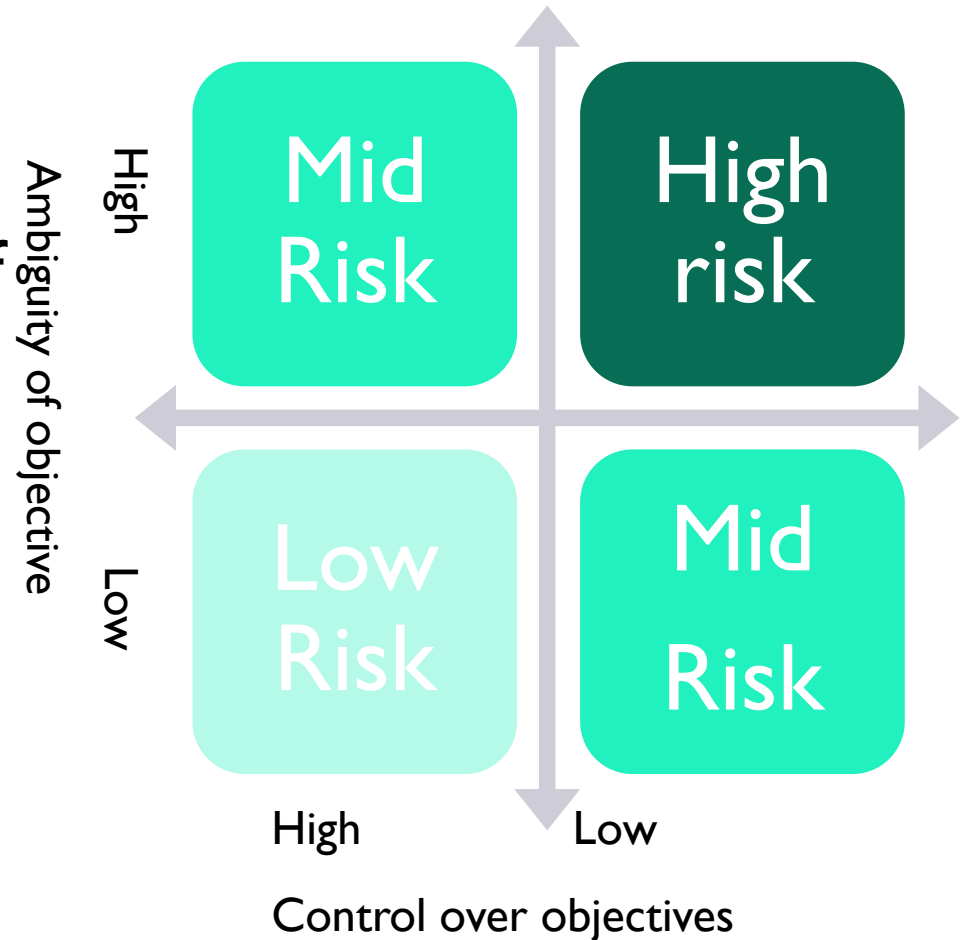 Ambiguity of objective
High
Low
Mid
Risk
High
risk
Low
Risk
Mid
Risk
High
Low
Control over objectives